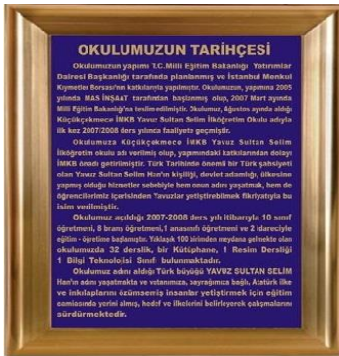 OKULUMUZUN TARİHÇESİ
Okulumuzun yapımı T.C.Milli Eğitim Bakanlığı Yatırımlar
Dairesi Başkanlığı tarafında planlanmış ve İstanbul Menkul
Kıymetler Borsası'nın katkılarıyla yapılmıştır. Okulumuzun, yapımına 2005
yılında MAS İNŞAAT tarafından başlanmış olup, 2007 Mart ayında
Milli Eğitim Bakanlığı'na teslim edilmiştir. Okulumuz, Ağustos ayında aldığı
Küçükçekmece İMKB Yavuz Sultan Selim İlköğretim Okulu adıyla
ilk kez 2007/2008 ders yılınca faaliyete geçmiştir.
Okulumuza Küçükçekmece İMKB Yavuz Sultan Selim
İlköğretim okulu adı verilmiş olup, yapımındaki katkılarından dolayı
İMKB öneği getirilmiştir. Türk Tarihinde önemli bir Türk şahsiyeti
olan Yavuz Sultan Selim Han'ın kişiliği, devlet adamlığı, ülkesine
yapmış olduğu hizmetler sebebiyle hem onun adını yaşatmak, hem de
öğrencilerimiz içerisinden Yavuzlar yetiştirebilmek fikriyatıyla bu
isim verilmiştir.
Okulumuz açıldığı 2007-2008 ders yılı itibarıyla 10 sınıf
öğretmeni, 8 branş öğretmeni, 1 anasınıfı öğretmeni ve 2 idareciyle
eğitim - öğretime başlamıştır. Yaklaşık 100 birimden meydana gelmekte olan
okulumuzda 32 derslik, bir Kütüphane, 1 Resim Dersliği
1 Bilgi Teknolojisi Sınıfı bulunmaktadır.
Okulumuz adını aldığı Türk büyüğü YAVUZ SULTAN SELİM
Han'ın adını yaşatmakta ve vatanımıza, bayrağımıza bağlı, Atatürk ilke
ve inkılaplarını özümsemiş insanlar yetiştirmek için eğitim
camiasında yerini almış, hedef ve ilkelerini belirleyerek çalışmalarını
sürdürmektedir.